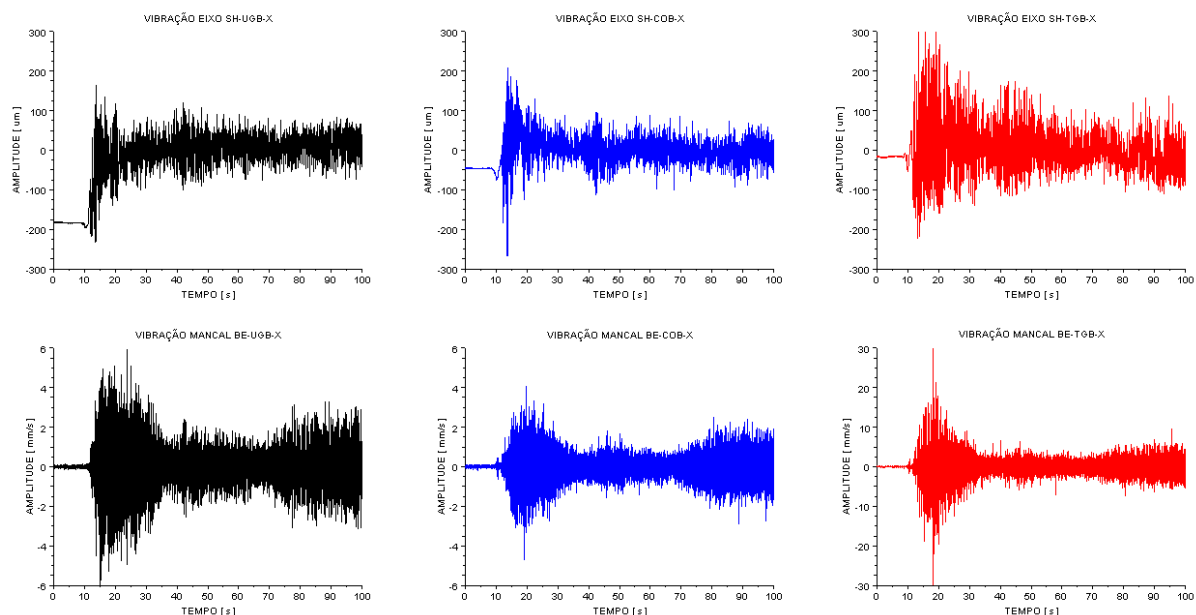 VIBRAÇÃO EIXO SH-UGB-X
AMPLITUDE [ um]
300
200
100
0
-100
-200
-300
0 10 20 30 40 50 60 70 80 90 100
TEMPO [ s ]
VIBRAÇÃO EIXO SH-COB-X
AMPLITUDE [ um]
300
200
100
0
-100
-200
-300
0 10 20 30 40 50 60 70 80 90 100
TEMPO [ s ]
VIBRAÇÃO EIXO SH-TGB-X
AMPLITUDE [ um]
300
200
100
0
-100
-200
-300
0 10 20 30 40 50 60 70 80 90 100
TEMPO [ s ]
VIBRAÇÃO MANCAL BE-UGB-X
AMPLITUDE [ mm/s]
6
4
2
0
-2
-4
-6
0 10 20 30 40 50 60 70 80 90 100
TEMPO [ s ]
VIBRAÇÃO MANCAL BE-COB-X
AMPLITUDE [ mm/s]
6
4
2
0
-2
-4
-6
0 10 20 30 40 50 60 70 80 90 100
TEMPO [ s ]
VIBRAÇÃO MANCAL BE-TGB-X
AMPLITUDE [ mm/s]
30
20
10
0
-10
-20
-30
0 10 20 30 40 50 60 70 80 90 100
TEMPO [ s ]